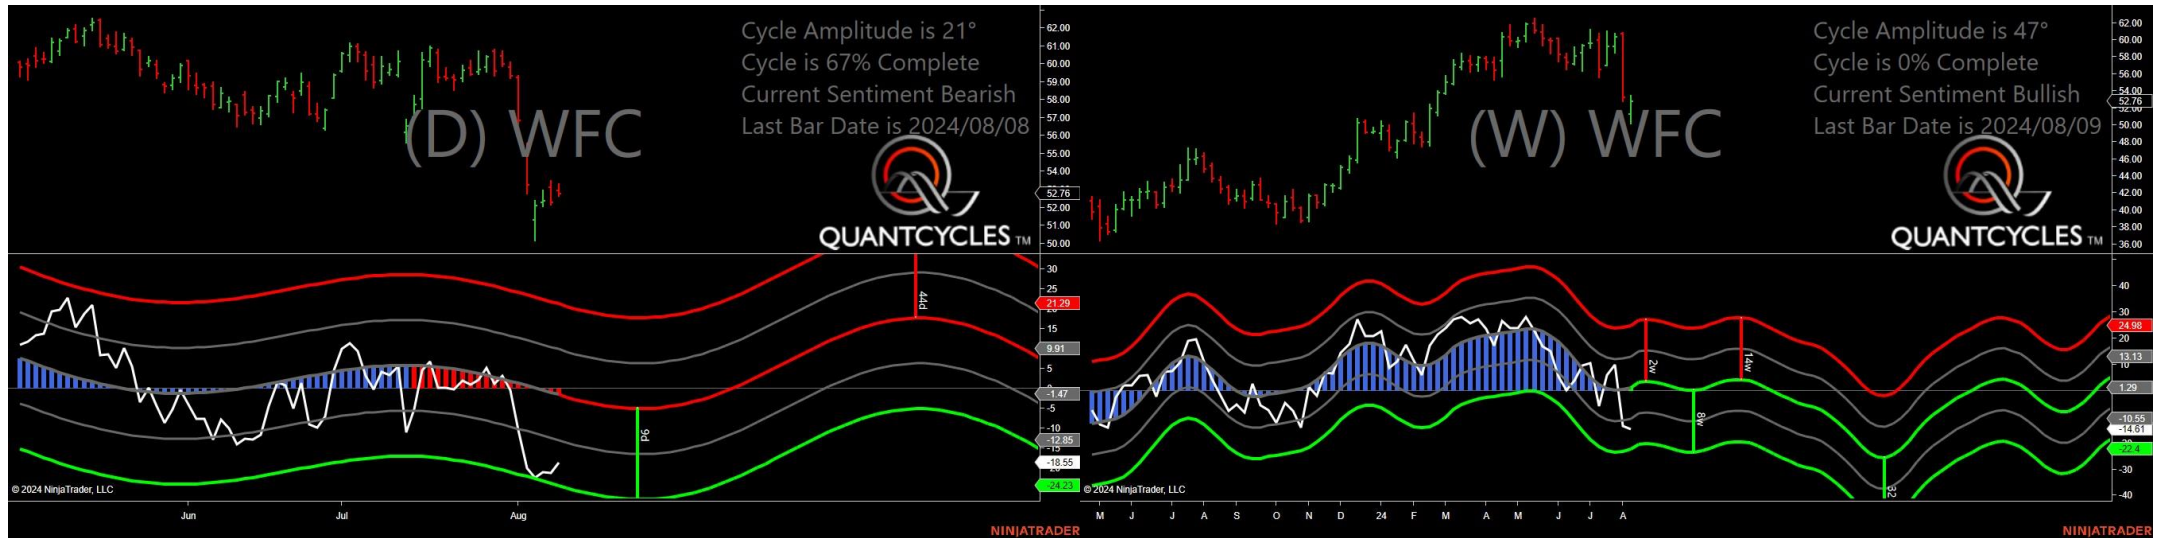 Cycle Amplitude is 21°
Cycle is 67% Complete
Current Sentiment Bearish
Last Bar Date is 2024/08/08
(D) WFC
QUANTCYCLES TM
62.00
61.00
60.00
59.00
58.00
57.00
56.00
55.00
54.00
52.76
52.00
51.00
50.00
30
25
21.29
15
9.91
5
-1.47
-5
-10
-12.85
-15
-18.55
-24.23
44d
9d
© 2024 NinjaTrader, LLC
Jun
Jul
Aug
NINJATRADER
Cycle Amplitude is 47°
Cycle is 0% Complete
Current Sentiment Bullish
Last Bar Date is 2024/08/09
(W) WFC
QUANTCYCLES TM
62.00
60.00
58.00
56.00
54.00
52.76
52.00
50.00
48.00
46.00
44.00
42.00
40.00
38.00
36.00
40
30
24.98
20
13.13
10
1.29
-10.55
-14.61
-22.4
-30
-40
2w
14w
8w
32
© 2024 NinjaTrader, LLC
M
J
J
A
S
O
N
D
24
F
M
A
M
J
J
A
NINJATRADER